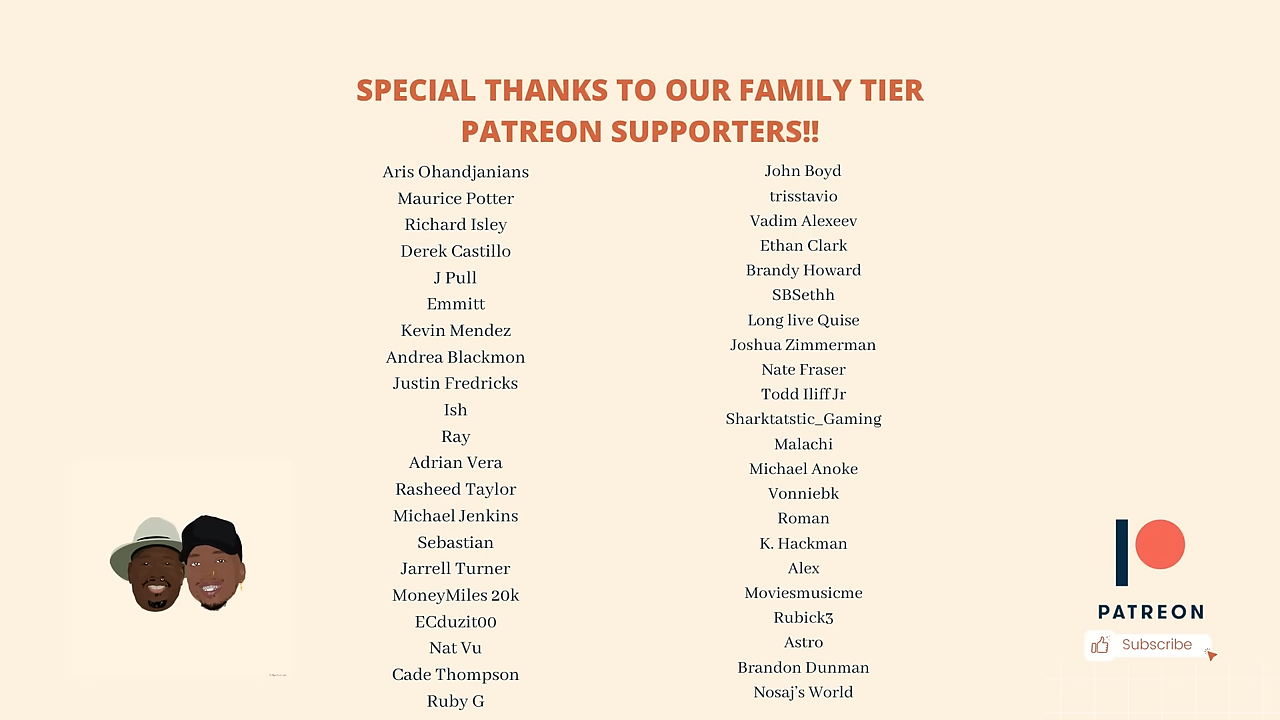 SPECIAL THANKS TO OUR FAMILY TIER
PATREON SUPPORTERS!!
Aris Ohandjanians
Maurice Potter
Richard Isley
Derek Castillo
J Pull
Emmitt
Kevin Mendez
Andrea Blackmon
Justin Fredricks
Ish
Ray
Adrian Vera
Rasheed Taylor
Michael Jenkins
Sebastian
Jarrell Turner
MoneyMiles 20k
ECduzit00
Nat Vu
Cade Thompson
Ruby G
John Boyd
trisstavio
Vadim Alexeev
Ethan Clark
Brandy Howard
SBSethh
Long live Quise
Joshua Zimmerman
Nate Fraser
Todd Iliff Jr
Sharktatstic_Gaming
Malachi
Michael Anoke
Vonniebk
Roman
K. Hackman
Alex
Moviesmusicme
Rubick3
Astro
Brandon Dunman
Nosaj's World
PATREON
Subscribe